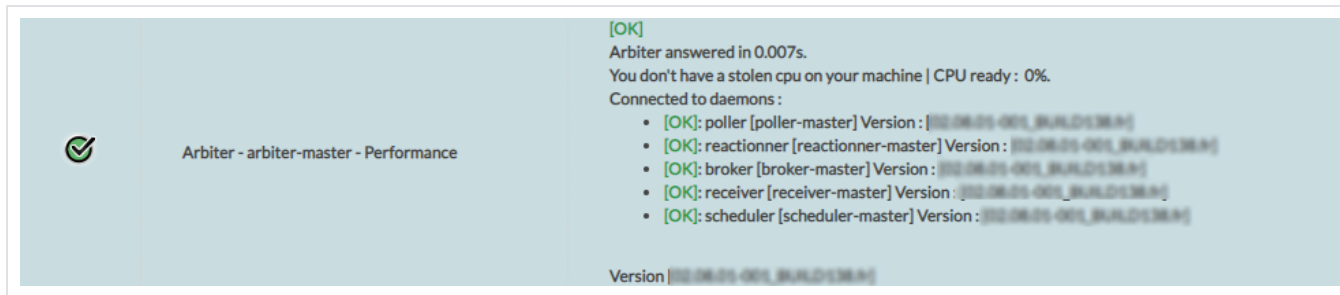 [OK]
Arbiter answered in 0.007s.
You don't have a stolen cpu on your machine | CPU ready : 0%.
Connected to daemons :
• [OK]: poller [poller-master] Version : [
• [OK]: reactionner [reactionner-master] Version :
Arbiter - arbiter-master - Performance
• [OK]: broker [broker-master] Version :
• [OK]: receiver [receiver-master] Version :
• [OK]: scheduler [scheduler-master] Version :
Version